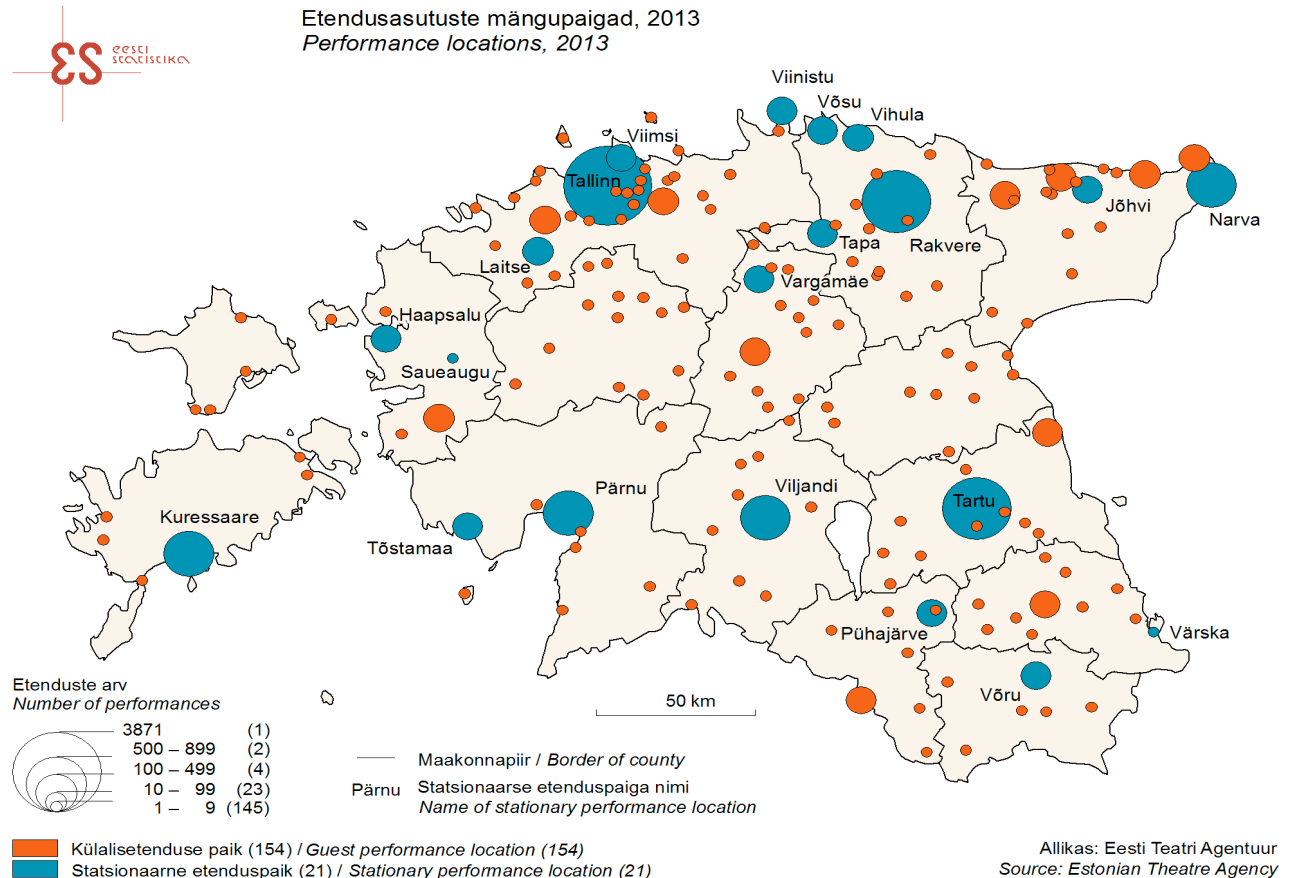 Etendusasutuste mängupaigad, 2013
Performance locations, 2013
ES eesti
statistika
Viinistu
Võsu
Vihula
Viimsi
Tallinn
Jõhvi
Narva
Tapa
Rakvere
Laitse
Vargamäe
Haapsalu
Saueaugu
Pärnu
Viljandi
Tartu
Kuressaare
Tõstamaa
Pühajärve
Värska
Võru
Etenduste arv
Number of performances
3871 (1)
500 – 899 (2)
100 – 499 (4)
10 – 99 (23)
1 – 9 (145)
50 km
Maakonnapiir / Border of county
Pärnu Statsionaarse etenduspaiga nimi
Name of stationary performance location
Külalisetenduse paik (154) / Guest performance location (154)
Statsionaarne etenduspaik (21) / Stationary performance location (21)
Allikas: Eesti Teatri Agentuur
Source: Estonian Theatre Agency